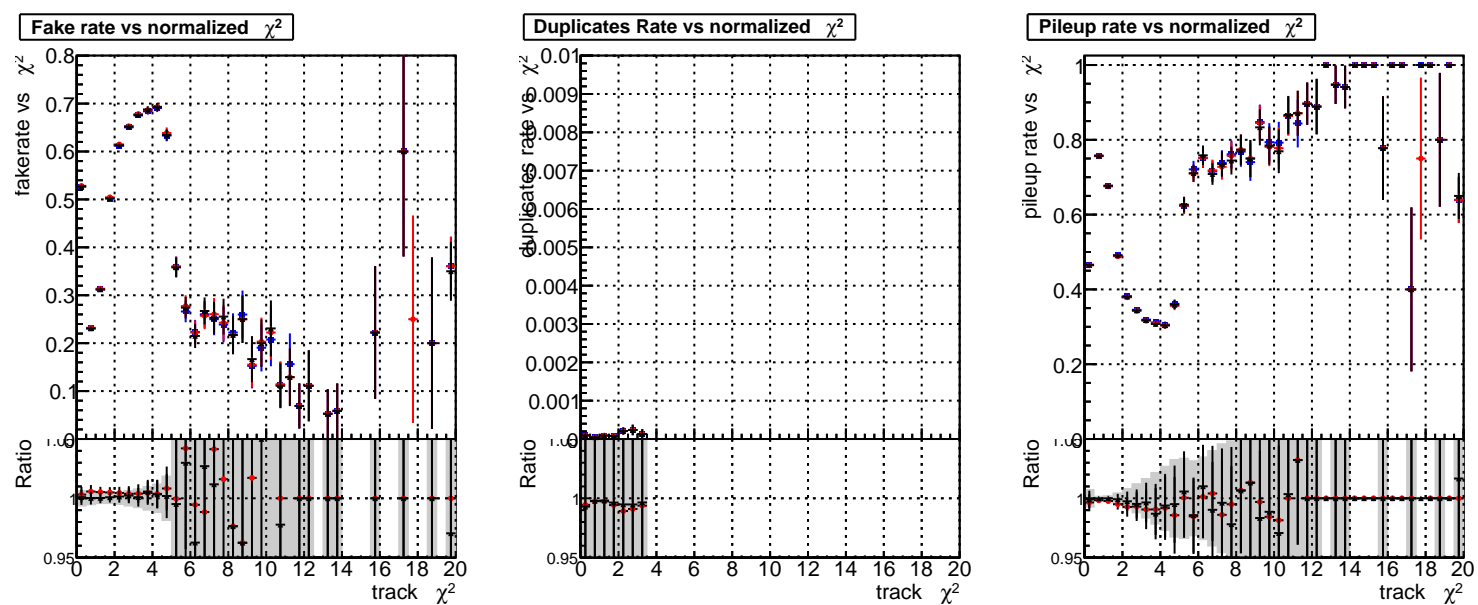 Fake rate vs normalized χ²
fakerate vs χ²
0.8
0.7
0.6
0.5
0.4
0.3
0.2
0.1
Ratio
1
0.95
0 2 4 6 8 10 12 14 16 18 20
track χ²
Duplicates Rate vs normalized χ²
duplicates rate vs χ²
0.01
0.009
0.008
0.007
0.006
0.005
0.004
0.003
0.002
0.001
Ratio
1
0.95
0 2 4 6 8 10 12 14 16 18 20
track χ²
Pileup rate vs normalized χ²
pileup rate vs χ²
1
0.8
0.6
0.4
0.2
Ratio
1
0.95
0 2 4 6 8 10 12 14 16 18 20
track χ²